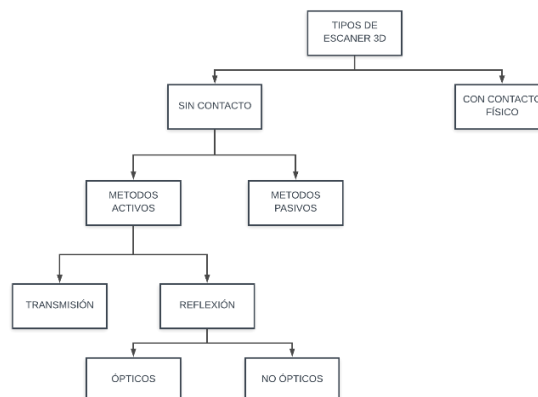 TIPOS DE
ESCANER 3D
SIN CONTACTO
CON CONTACTO
FÍSICO
METODOS
ACTIVOS
METODOS
PASIVOS
TRANSMISIÓN
REFLEXIÓN
ÓPTICOS
NO ÓPTICOS